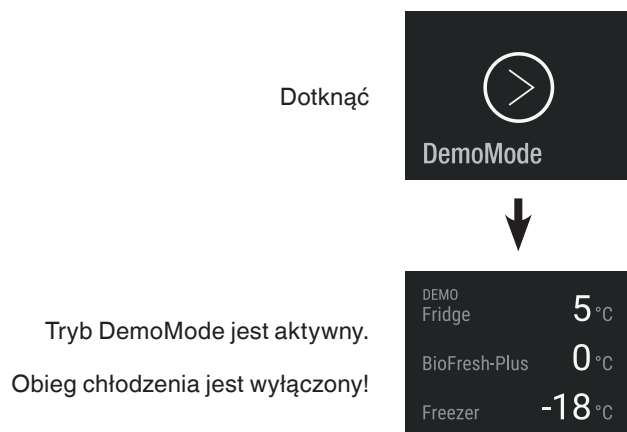 Dotknąć
DemoMode
DEMO
Fridge 5°C
Tryb DemoMode jest aktywny.
BioFresh-Plus 0°C
Obieg chłodzenia jest wyłączony!
Freezer -18°C